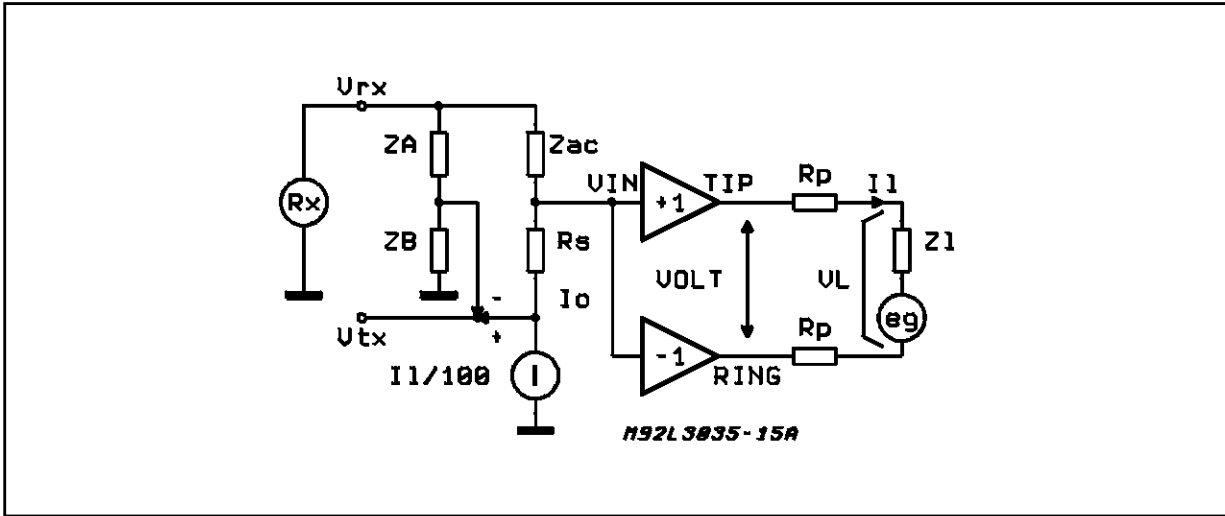 Vrx
ZA
Zac
Rx
VIN
+1
TIP
Rp
Il
ZB
Rs
VOLT
VL
Zl
Io
-
+
Vtx
eg
Rp
Il/100
I
-1
RING
M92L3035-15A